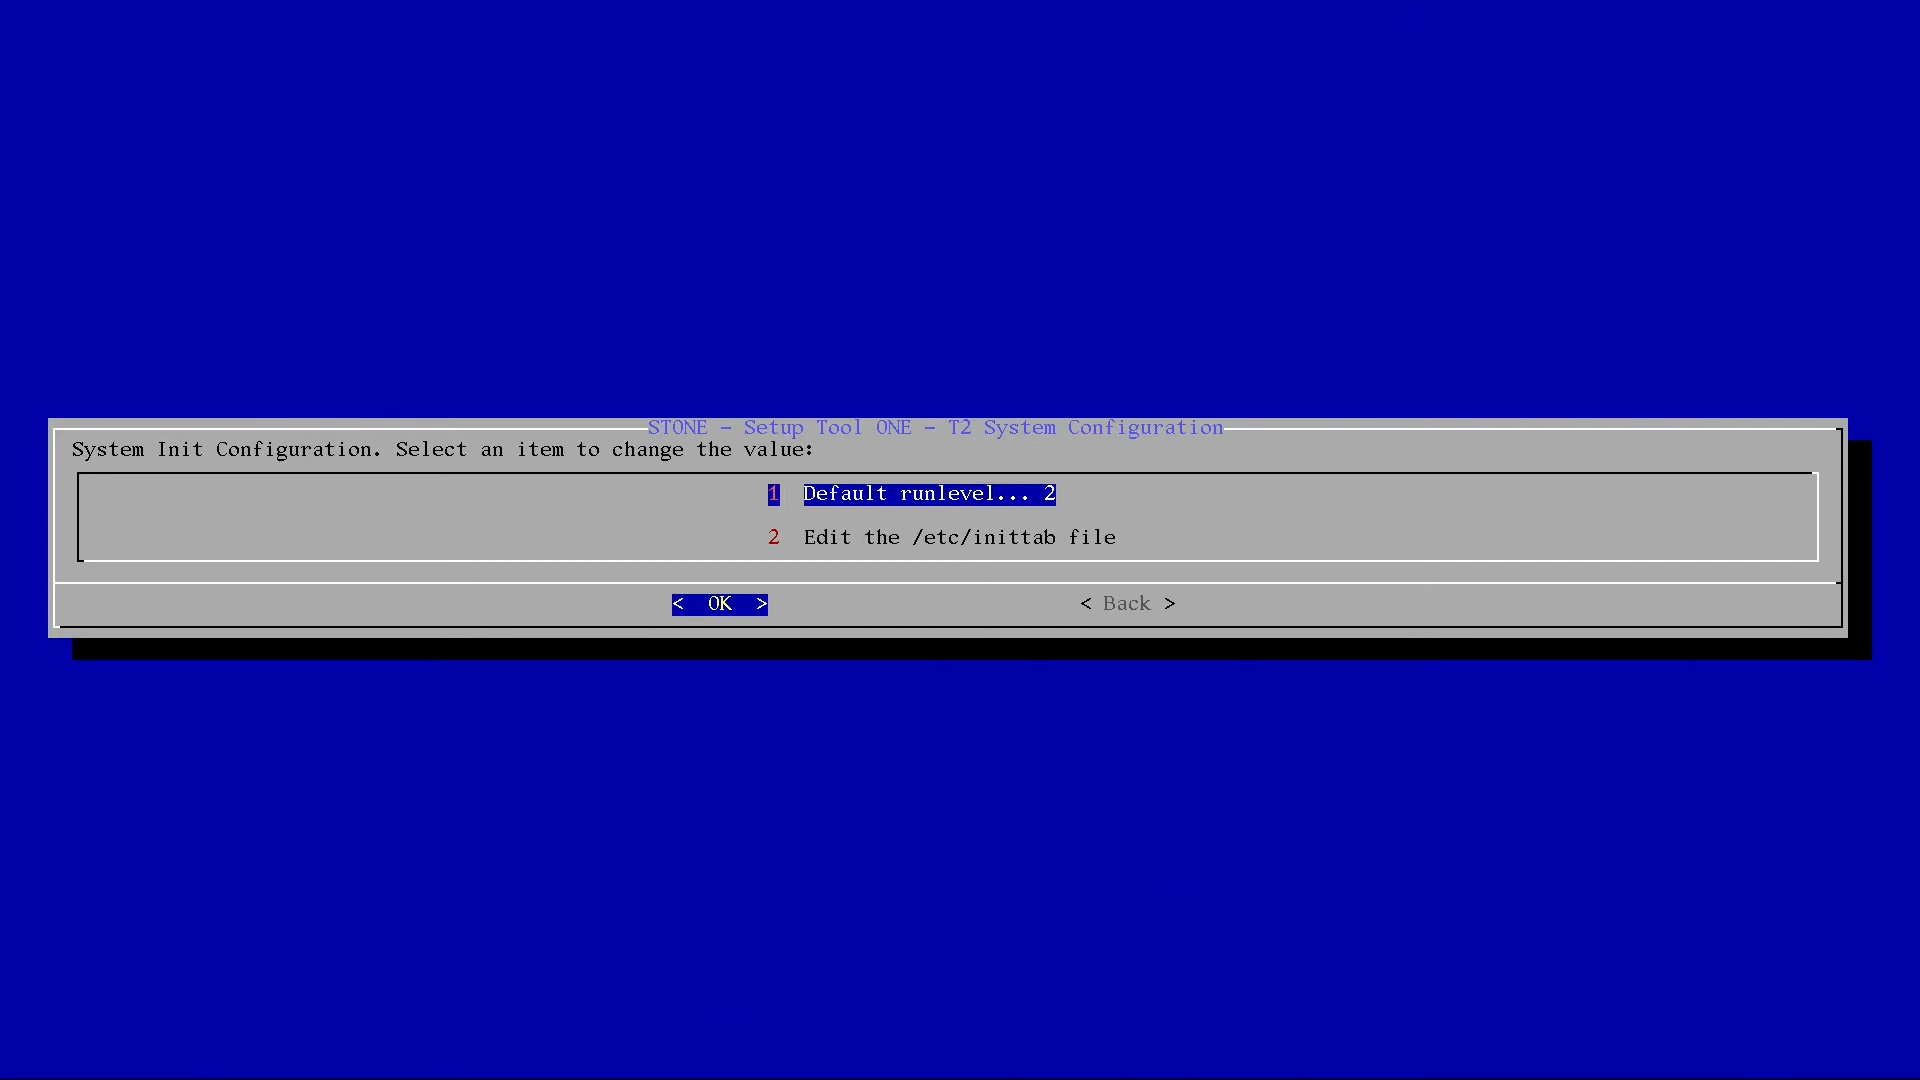 STONE - Setup Tool ONE - T2 System Configuration
System Init Configuration. Select an item to change the value:
1 Default runlevel... 2
2 Edit the /etc/inittab file
< OK > < Back >